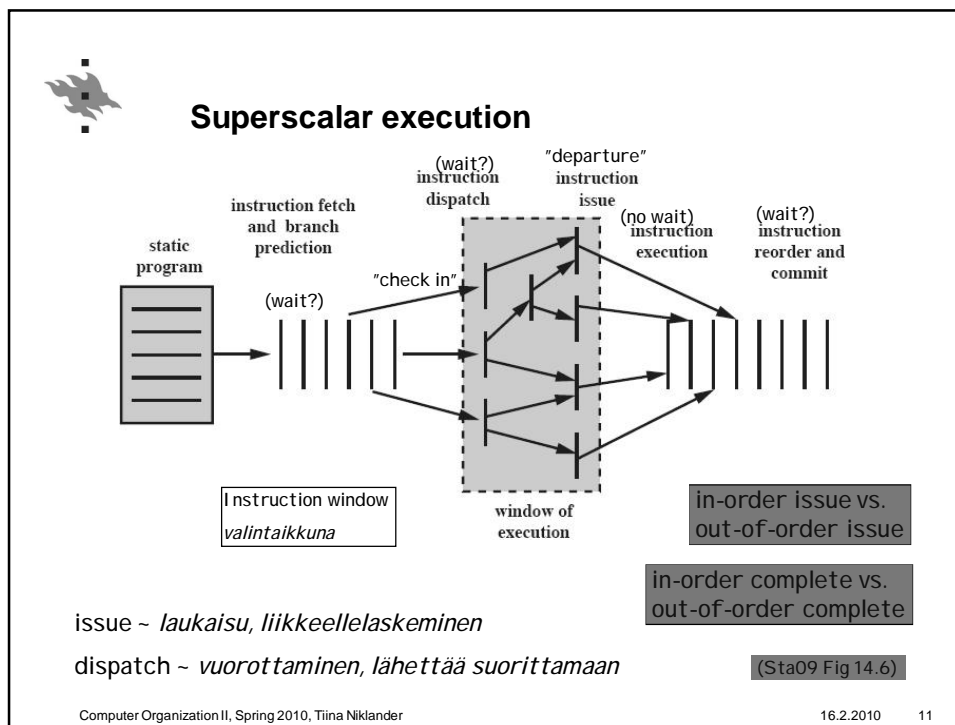 Superscalar execution
(wait?)
instruction
dispatch
"departure"
instruction
issue
instruction fetch
and branch
prediction
(no wait)
instruction
execution
(wait?)
instruction
reorder and
commit
static
program
(wait?)
"check in"
Instruction window
valintaikkuna
window of
execution
in-order issue vs.
out-of-order issue
in-order complete vs.
out-of-order complete
issue ~ laukaisu, liikkeellelaskeminen
dispatch ~ vuorottaminen, lähettää suorittamaan
(Sta09 Fig 14.6)
Computer Organization II, Spring 2010, Tiina Niklander
16.2.2010
11